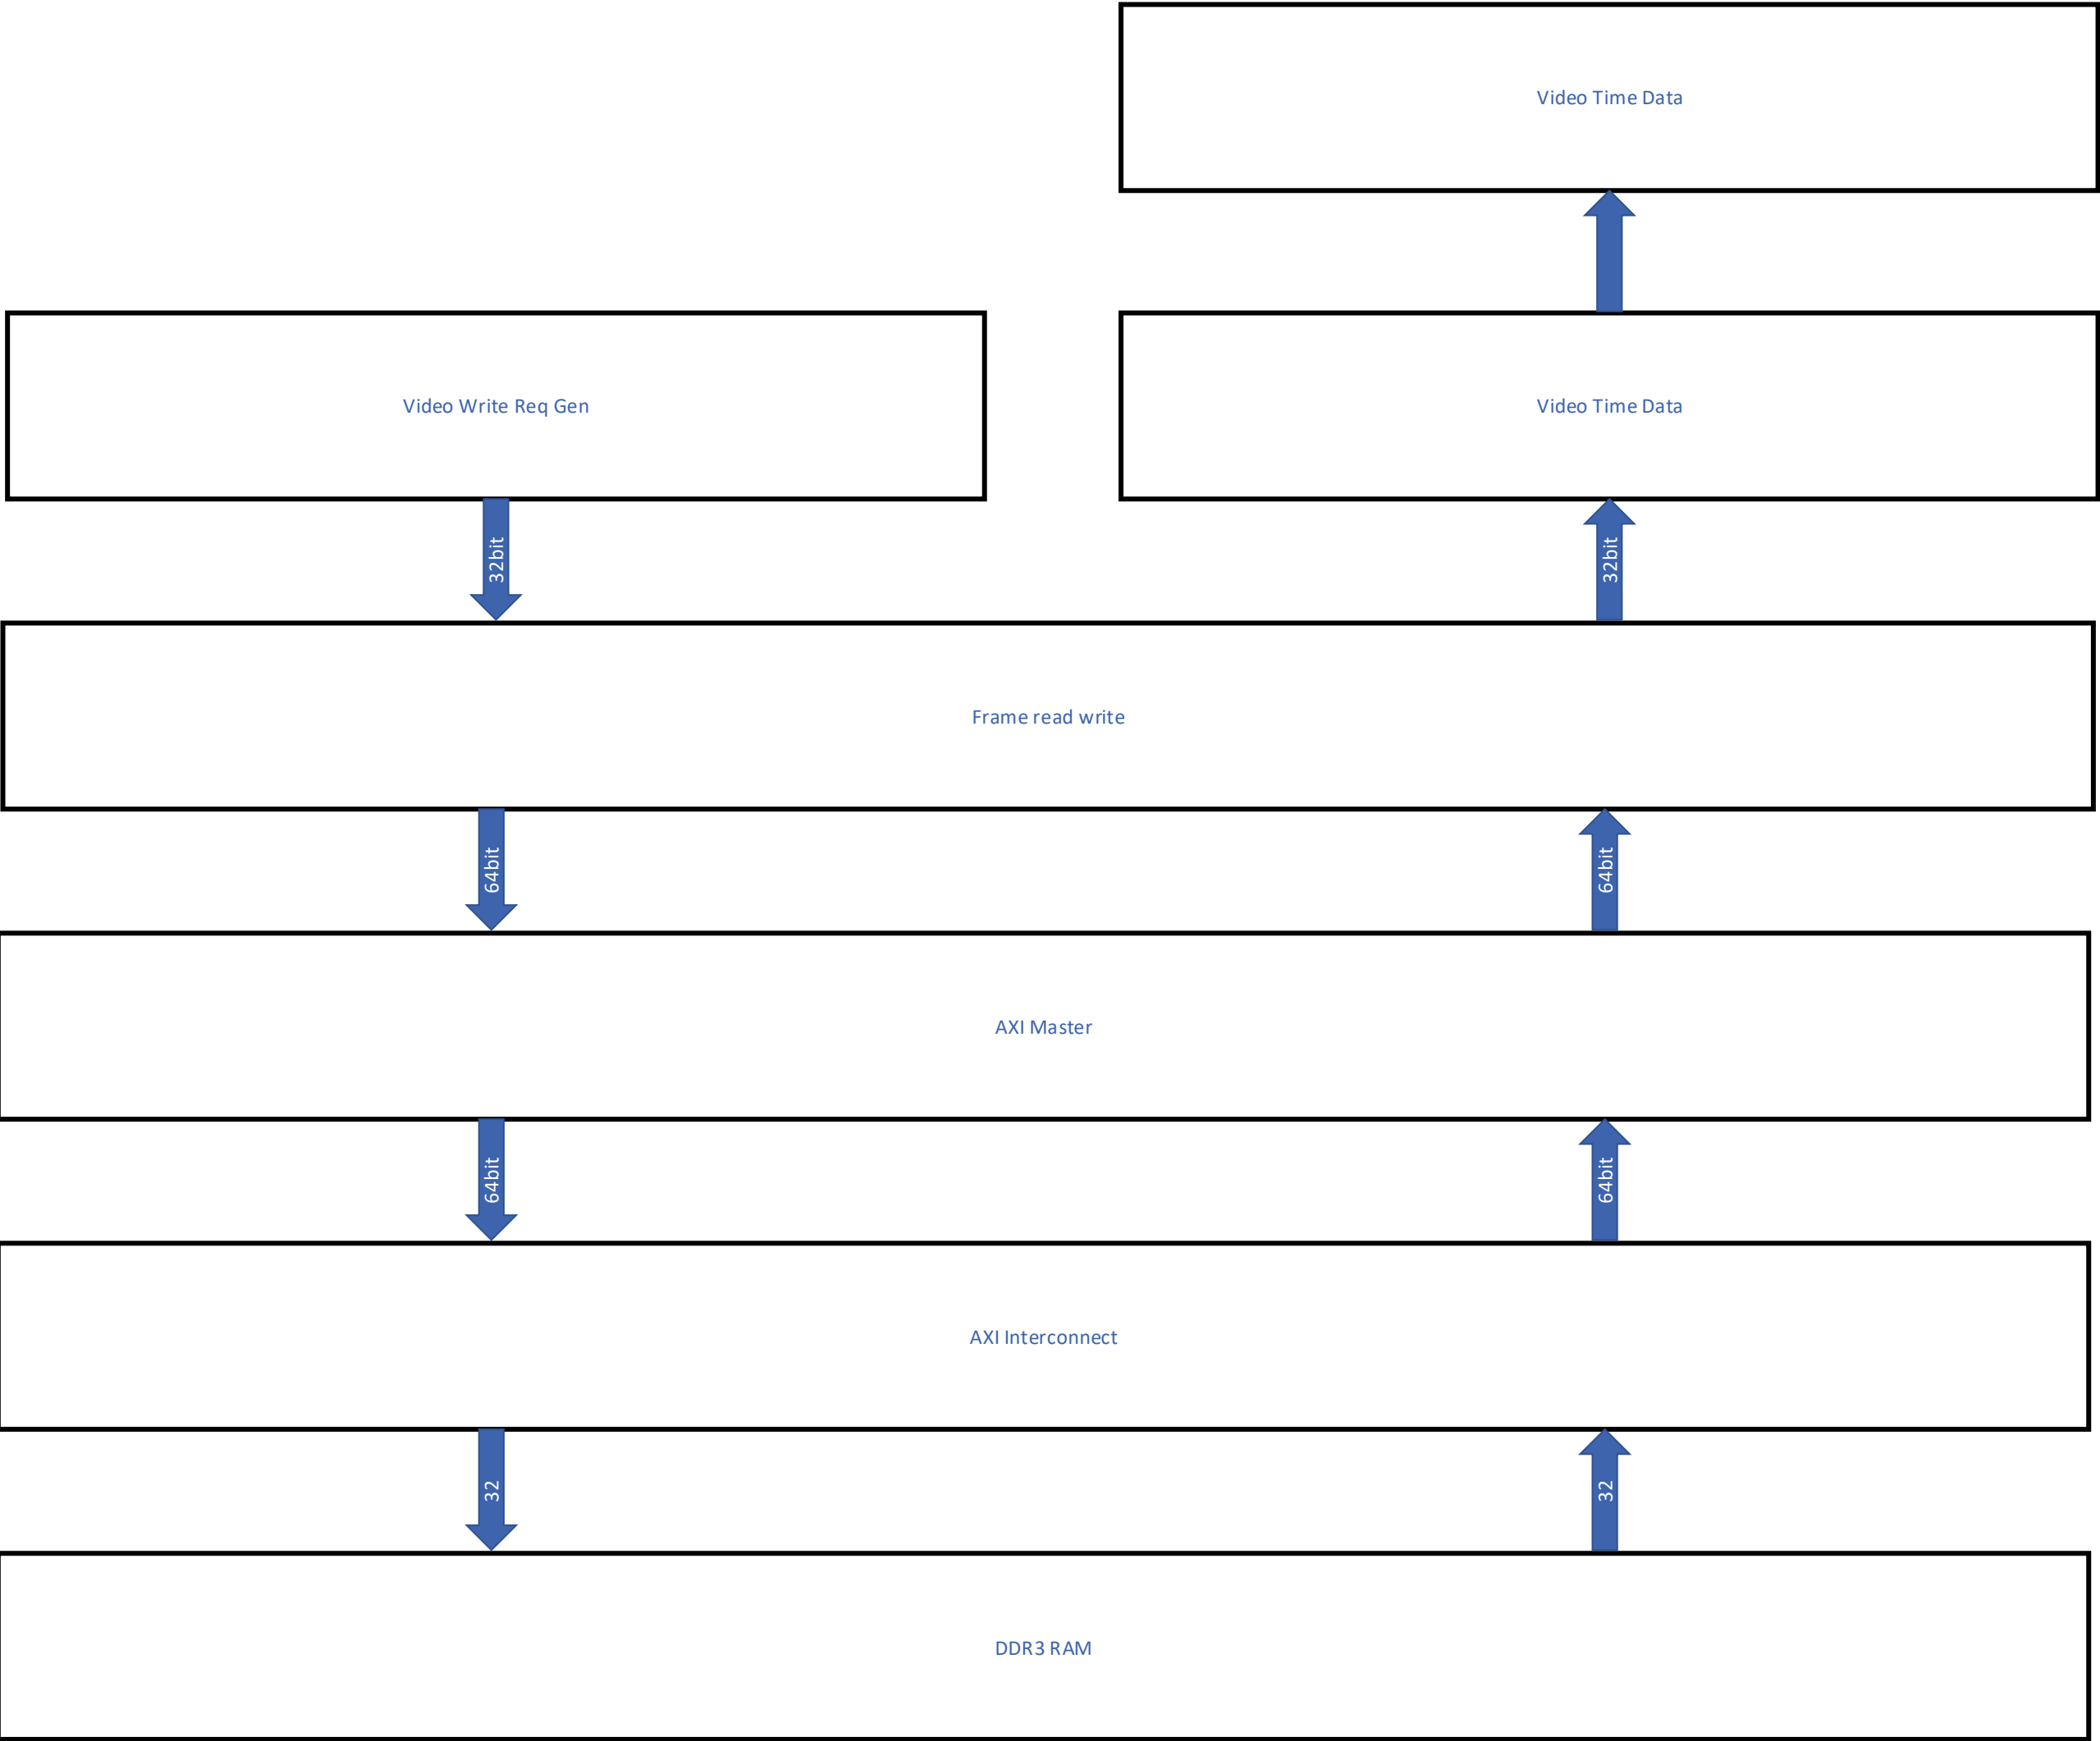 Video Time Data
Video Write Req Gen
Video Time Data
32bit
32bit
Frame read write
64bit
64bit
AXI Master
64bit
64bit
AXI Interconnect
32
32
DDR3 RAM